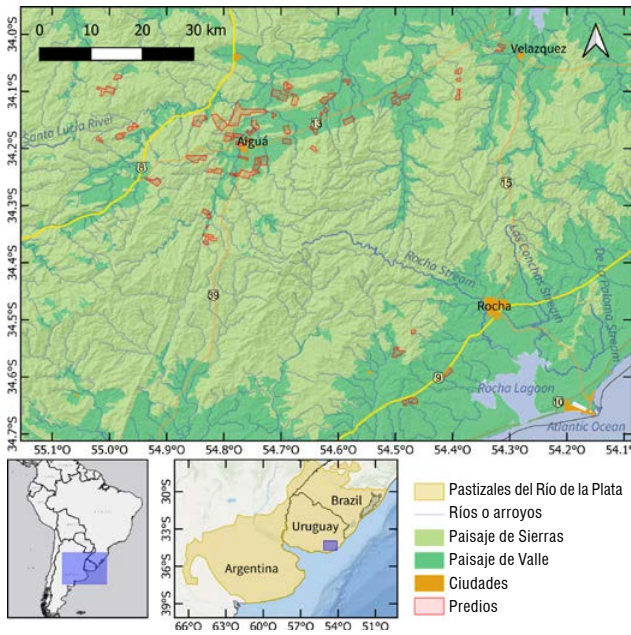 0 10 20 30 km
34.0°S
34.1°S
34.2°S
34.3°S
34.4°S
34.5°S
34.6°S
34.7°S
Velazquez
Santa Lucía River
13
Aiguá
8
15
39
Rocha Stream
Las Conchas Stream
De La Paloma Stream
Rocha
9
Rocha Lagoon
10
Atlantic Ocean
55.1°O 55.0°O 54.9°O 54.8°O 54.7°O 54.6°O 54.5°O 54.4°O 54.3°O 54.2°O
30°S
33°S
36°S
39°S
Brazil
Uruguay
Argentina
66°O 63°O 60°O 57°O 54°O 51°O
Pastizales del Río de la Plata
Ríos o arroyos
Paisaje de Sierras
Paisaje de Valle
Ciudades
Predios